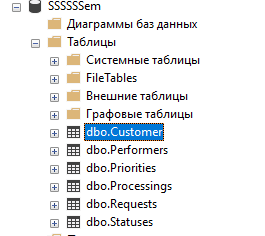 SSSSSSem
Диаграммы баз данных
Таблицы
Системные таблицы
FileTables
Внешние таблицы
Графовые таблицы
dbo.Customer
dbo.Performers
dbo.Priorities
dbo.Processings
dbo.Requests
dbo.Statuses